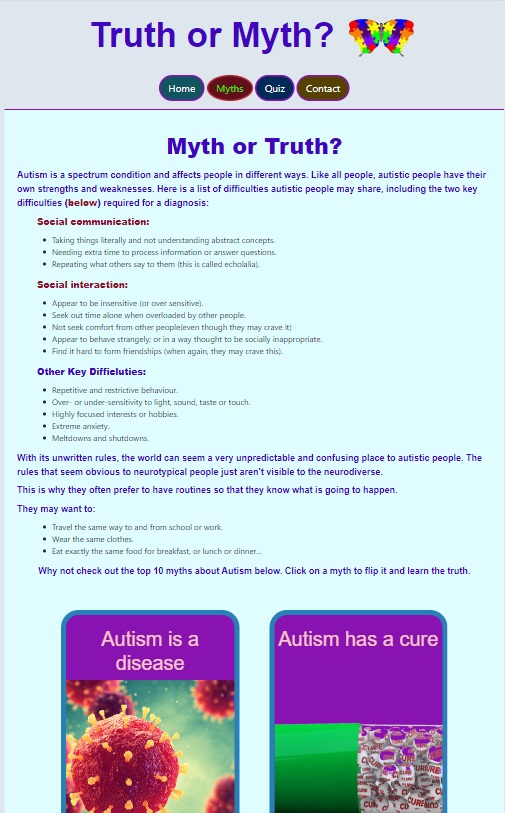 Truth or Myth?
Home
Myths
Quiz
Contact
Myth or Truth?
Autism is a spectrum condition and affects people in different ways. Like all people, autistic people have their
own strengths and weaknesses. Here is a list of difficulties autistic people may share, including the two key
difficulties (below) required for a diagnosis:
Social communication:
Taking things literally and not understanding abstract concepts.
Needing extra time to process information or answer questions.
Repeating what others say to them (this is called echolalia).
Social interaction:
Appear to be insensitive (or over sensitive).
Seek out time alone when overloaded by other people.
Not seek comfort from other people(even though they may crave it)
Appear to behave strangely; or in a way thought to be socially inappropriate.
Find it hard to form friendships (when again, they may crave this).
Other Key Difficluties:
Repetitive and restrictive behaviour.
Over- or under-sensitivity to light, sound, taste or touch.
Highly focused interests or hobbies.
Extreme anxiety.
Meltdowns and shutdowns.
With its unwritten rules, the world can seem a very unpredictable and confusing place to autistic people. The
rules that seem obvious to neurotypical people just aren't visible to the neurodiverse.
This is why they often prefer to have routines so that they know what is going to happen.
They may want to:
Travel the same way to and from school or work.
Wear the same clothes.
Eat exactly the same food for breakfast, or lunch or dinner...
Why not check out the top 10 myths about Autism below. Click on a myth to flip it and learn the truth.
Autism is a
disease
Autism has a cure
CURE